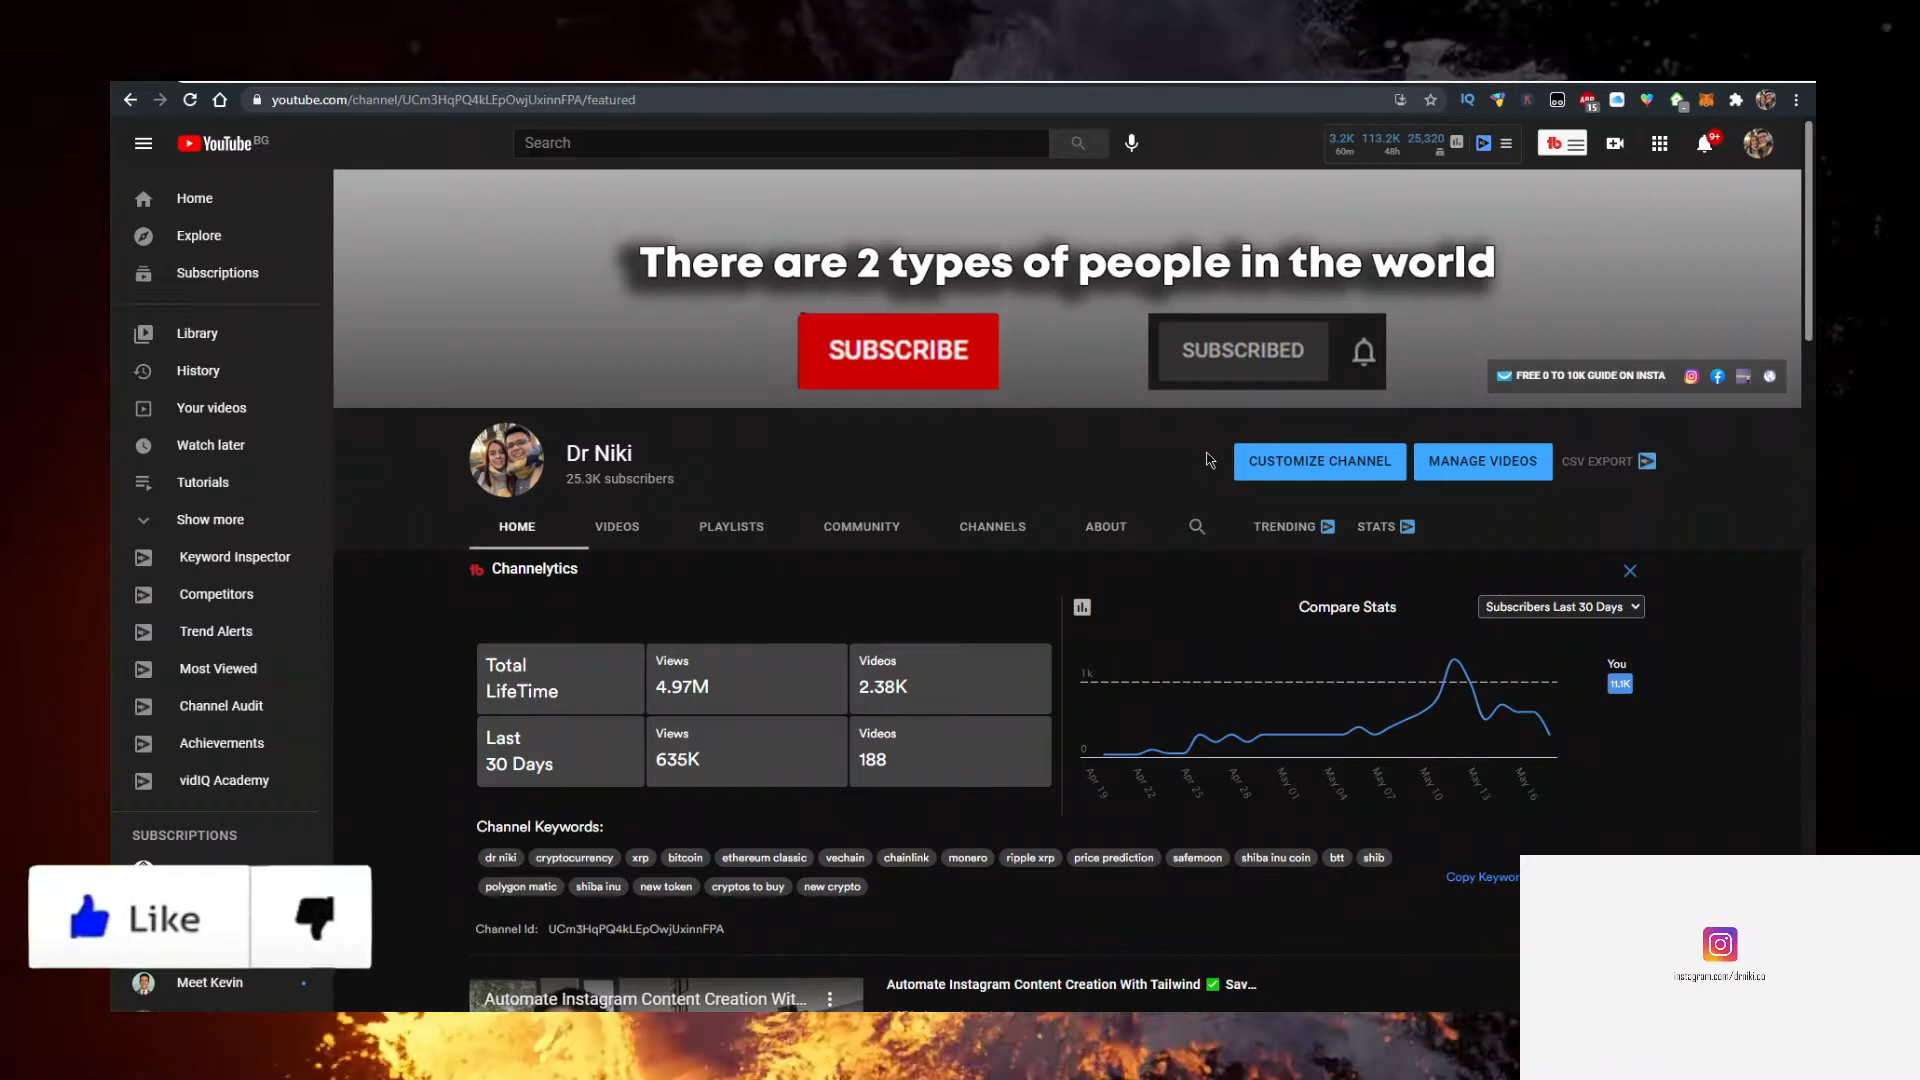 youtube.com/channel/UCm3HqPQ4kLEpOwjUxinnFPA/featured
IQ
15
YouTube BG
Search
3.2K 113.2K 25,320
60m 48h
tb
9+
Home
Explore
Subscriptions
Library
History
Your videos
Watch later
Tutorials
Show more
Keyword Inspector
Competitors
Trend Alerts
Most Viewed
Channel Audit
Achievements
vidIQ Academy
SUBSCRIPTIONS
Meet Kevin
There are 2 types of people in the world
SUBSCRIBE
SUBSCRIBED
FREE 0 TO 10K GUIDE ON INSTA
Dr Niki
25.3K subscribers
CUSTOMIZE CHANNEL
MANAGE VIDEOS
CSV EXPORT
HOME VIDEOS PLAYLISTS COMMUNITY CHANNELS ABOUT TRENDING STATS
tb Channelytics
Total LifeTime
Views
4.97M
Videos
2.38K
Last 30 Days
Views
635K
Videos
188
Compare Stats
Subscribers Last 30 Days
1k
0
Apr 19 Apr 22 Apr 25 Apr 28 May 01 May 04 May 07 May 10 May 13 May 16
You
11.1K
Channel Keywords:
dr niki cryptocurrency xrp bitcoin ethereum classic vechain chainlink monero ripple xrp price prediction safemoon shiba inu coin btt shib
polygon matic shiba inu new token cryptos to buy new crypto
Copy Keywor
Channel Id: UCm3HqPQ4kLEpOwjUxinnFPA
Automate Instagram Content Creation Wit...
Automate Instagram Content Creation With Tailwind ✅ Sav...
Like
instagram.com/drniki.co